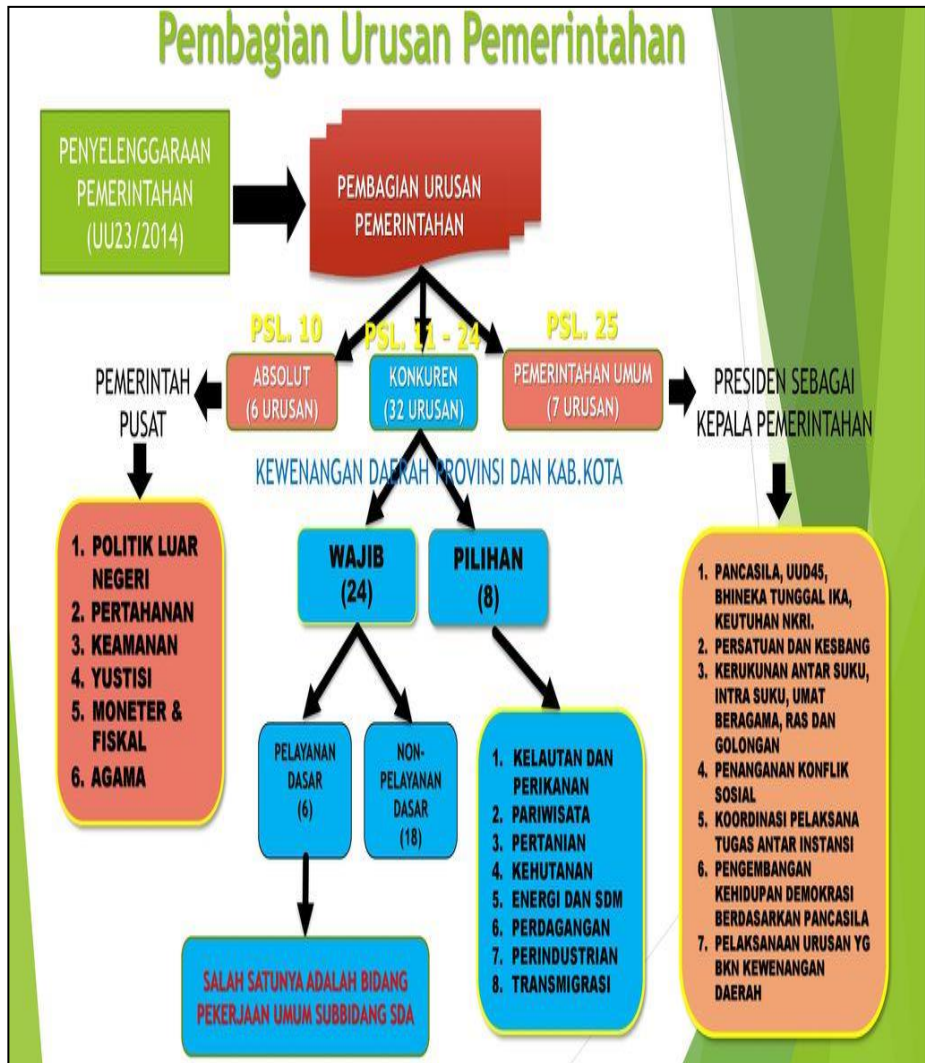 Pembagian Urusan Pemerintahan
PENYELENGGARAAN
PEMERINTAHAN
(UU23/2014)
PEMBAGIAN URUSAN
PEMERINTAHAN
PSL. 10
PSL. 11 - 24
PSL. 25
PEMERINTAH
PUSAT
ABSOLUT
(6 URUSAN)
KONKUREN
(32 URUSAN)
PEMERINTAHAN UMUM
(7 URUSAN)
PRESIDEN SEBAGAI
KEPALA PEMERINTAHAN
KEWENANGAN DAERAH PROVINSI DAN KAB.KOTA
1. POLITIK LUAR
NEGERI
2. PERTAHANAN
3. KEAMANAN
4. YUSTISI
5. MONETER &
FISKAL
6. AGAMA
WAJIB
(24)
PILIHAN
(8)
PELAYANAN
DASAR
(6)
NON-
PELAYANAN
DASAR
(18)
SALAH SATUNYA ADALAH BIDANG
PEKERJAAN UMUM SUBBIDANG SDA
1. KELAUTAN DAN
PERIKANAN
2. PARIWISATA
3. PERTANIAN
4. KEHUTANAN
5. ENERGI DAN SDM
6. PERDAGANGAN
7. PERINDUSTRIAN
8. TRANSMIGRASI
1. PANCASILA, UUD45,
BHINEKA TUNGGAL IKA,
KEUTUHAN NKRI.
2. PERSATUAN DAN KESBANG
3. KERUKUNAN ANTAR SUKU,
INTRA SUKU, UMAT
BERAGAMA, RAS DAN
GOLONGAN
4. PENANGANAN KONFLIK
SOSIAL
5. KOORDINASI PELAKSANA
TUGAS ANTAR INSTANSI
6. PENGEMBANGAN
KEHIDUPAN DEMOKRASI
BERDASARKAN PANCASILA
7. PELAKSANAAN URUSAN YG
BKN KEWENANGAN
DAERAH